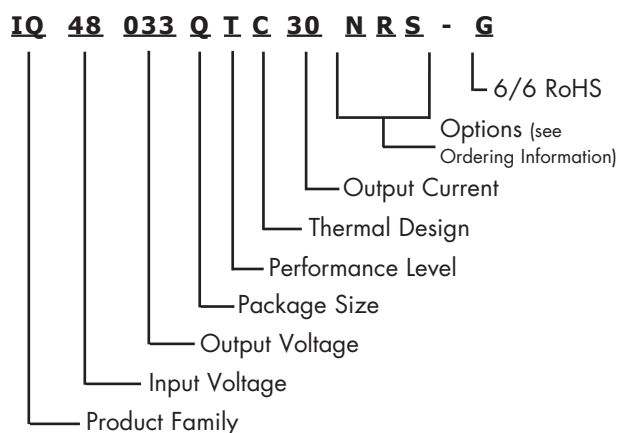 IQ 48 033 Q T C 30 N R S - G
6/6 RoHS
Options (see
Ordering Information)
Output Current
Thermal Design
Performance Level
Package Size
Output Voltage
Input Voltage
Product Family